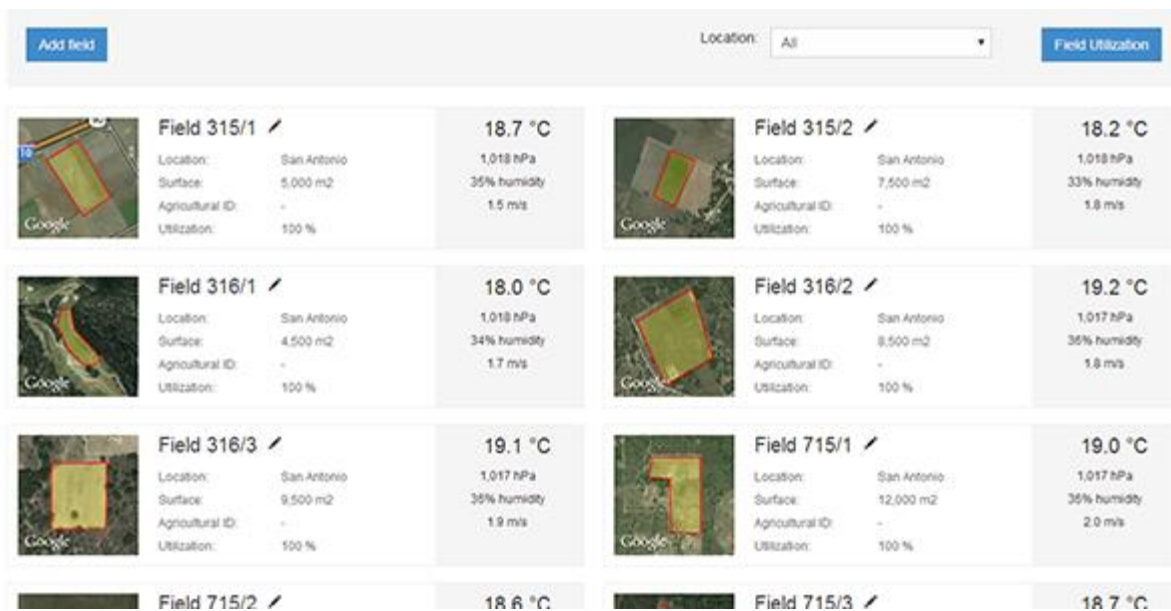 Add field
Location: All
Field Utilization
Field 315/1
18.7 °C
Location: San Antonio
1,018 hPa
Surface: 5,000 m2
35% humidity
Agricultural ID: -
1.5 m/s
Utilization: 100 %
Google
Field 315/2
18.2 °C
Location: San Antonio
1,018 hPa
Surface: 7,500 m2
33% humidity
Agricultural ID: -
1.8 m/s
Utilization: 100 %
Google
Field 316/1
18.0 °C
Location: San Antonio
1,018 hPa
Surface: 4,500 m2
34% humidity
Agricultural ID: -
1.7 m/s
Utilization: 100 %
Google
Field 316/2
19.2 °C
Location: San Antonio
1,017 hPa
Surface: 8,500 m2
36% humidity
Agricultural ID: -
1.8 m/s
Utilization: 100 %
Google
Field 316/3
19.1 °C
Location: San Antonio
1,017 hPa
Surface: 9,500 m2
36% humidity
Agricultural ID: -
1.9 m/s
Utilization: 100 %
Google
Field 715/1
19.0 °C
Location: San Antonio
1,017 hPa
Surface: 12,000 m2
36% humidity
Agricultural ID: -
2.0 m/s
Utilization: 100 %
Google
Field 715/2
18.6 °C
Field 715/3
18.7 °C